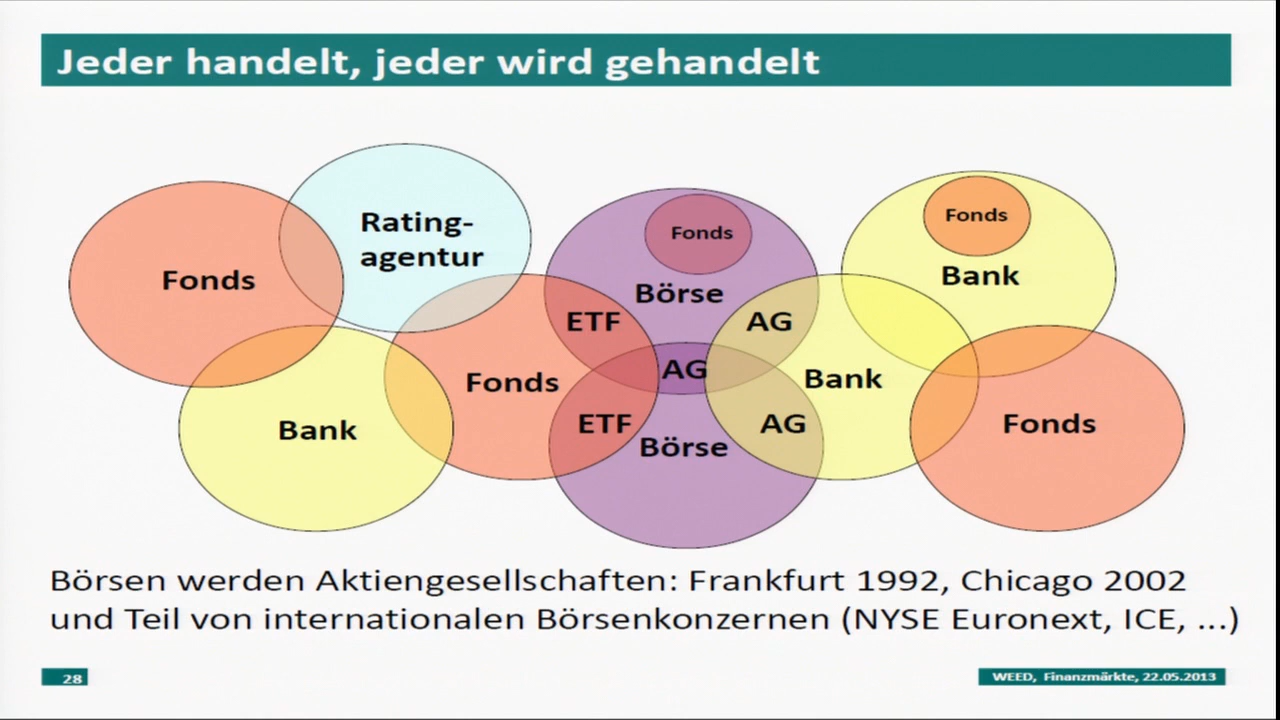 Jeder handelt, jeder wird gehandelt
Rating-
agentur
Fonds
Fonds
Fonds
Börse
Bank
Fonds
ETF
AG
AG
Fonds
Bank
Bank
ETF
AG
Fonds
Börse
Bank
Börsen werden Aktiengesellschaften: Frankfurt 1992, Chicago 2002
und Teil von internationalen Börsenkonzernen (NYSE Euronext, ICE, ...)
28
WEED, Finanzmärkte, 22.05.2013